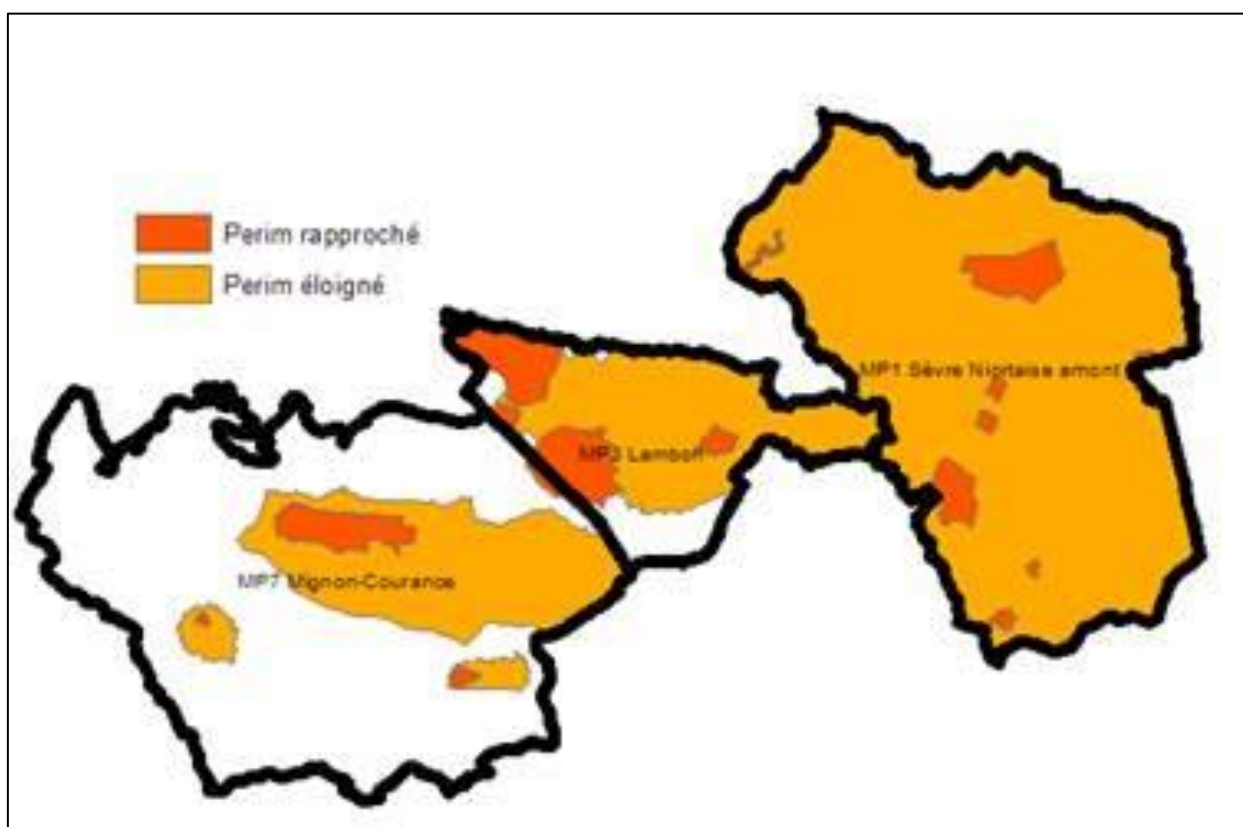 Perim rapproché
Perim éloigné
MP1 Sèvre Niortaise amont
MP3 Lambon
MP7 Mignon-Courance